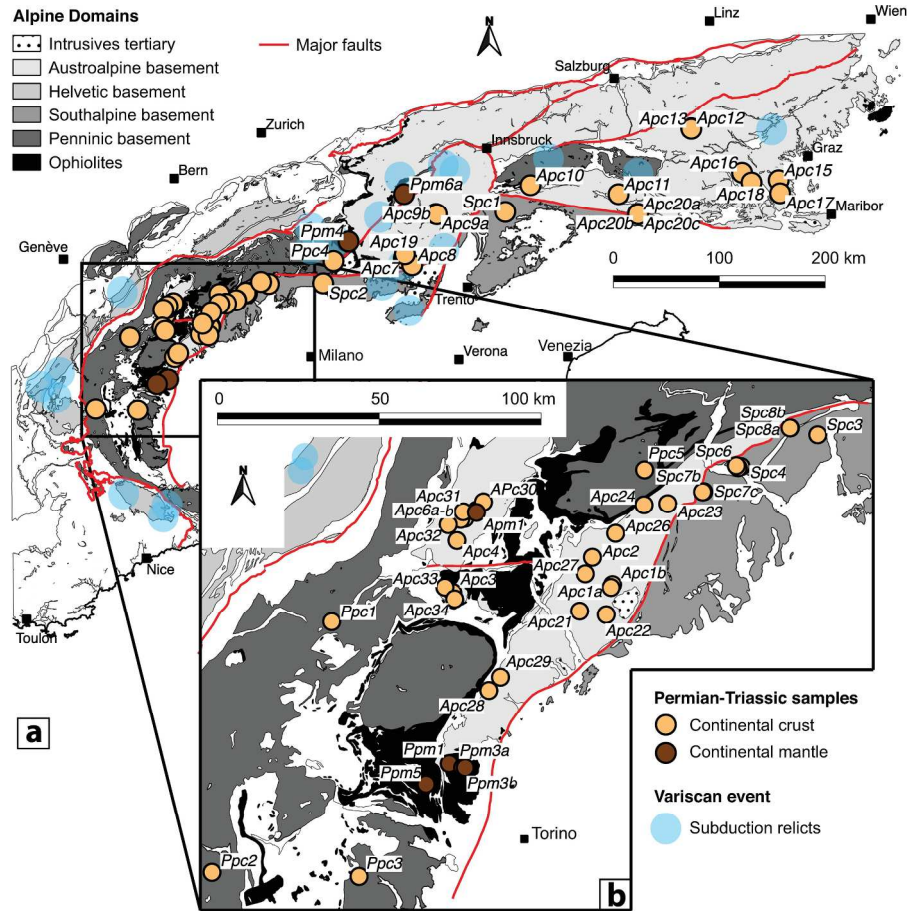 Alpine Domains
Intrusives tertiary
Austroalpine basement
Helvetic basement
Southalpine basement
Penninic basement
Ophiolites
Major faults
N
Linz
Wien
Salzburg
Zurich
Innsbruck
Bern
Graz
Maribor
Genève
Trento
Milano
Verona
Venezia
Nice
Toulon
Apc13
Apc12
Apc16
Apc15
Apc18
Apc17
Apc10
Apc11
Apc20a
Apc20b
Apc20c
Spc1
Ppm6a
Apc9b
Apc9a
Ppm4
Ppc4
Apc19
Apc8
Apc7
Spc2
0 100 200 km
a
0 50 100 km
N
Spc8b
Spc8a
Spc3
Spc6
Spc4
Ppc5
Spc7b
Spc7c
Apc24
Apc23
Apc26
APc30
Apc31
Apc6a-b
Apm1
Apc32
Apc4
Apc2
Apc27
Apc1b
Apc1a
Apc33
Apc3
Apc34
Apc21
Apc22
Ppc1
Apc29
Apc28
Ppm1
Ppm3a
Ppm5
Ppm3b
Torino
Ppc2
Ppc3
b
Permian-Triassic samples
Continental crust
Continental mantle
Variscan event
Subduction relicts